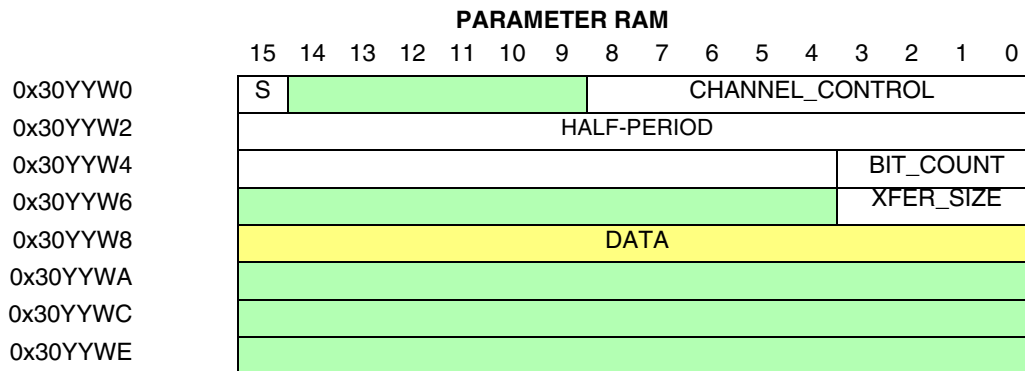 PARAMETER RAM
15 14 13 12 11 10 9 8 7 6 5 4 3 2 1 0
0x30YYW0 S CHANNEL_CONTROL
0x30YYW2 HALF-PERIOD
0x30YYW4 BIT_COUNT
0x30YYW6 XFER_SIZE
0x30YYW8 DATA
0x30YYWA
0x30YYWC
0x30YYWE